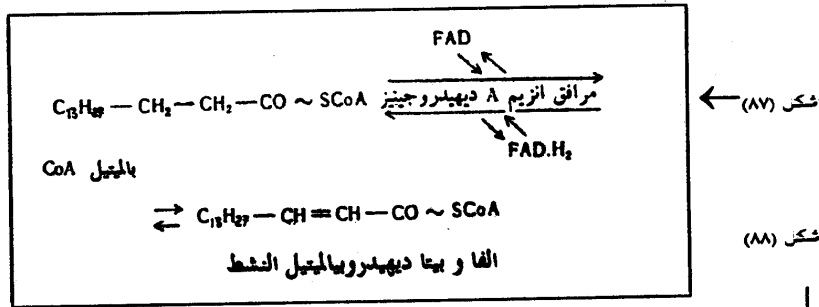 FAD
C₁₃H₂₇ — CH₂ — CH₂ — CO ~ SCoA مرافق انزيم A ديهيدروجينيز
شكل (٨٧)
FAD.H₂
بالميتيل CoA
C₁₃H₂₇ — CH = CH — CO ~ SCoA
شكل (٨٨)
الفا و بيتا ديهيدروبيالميتيل النشط